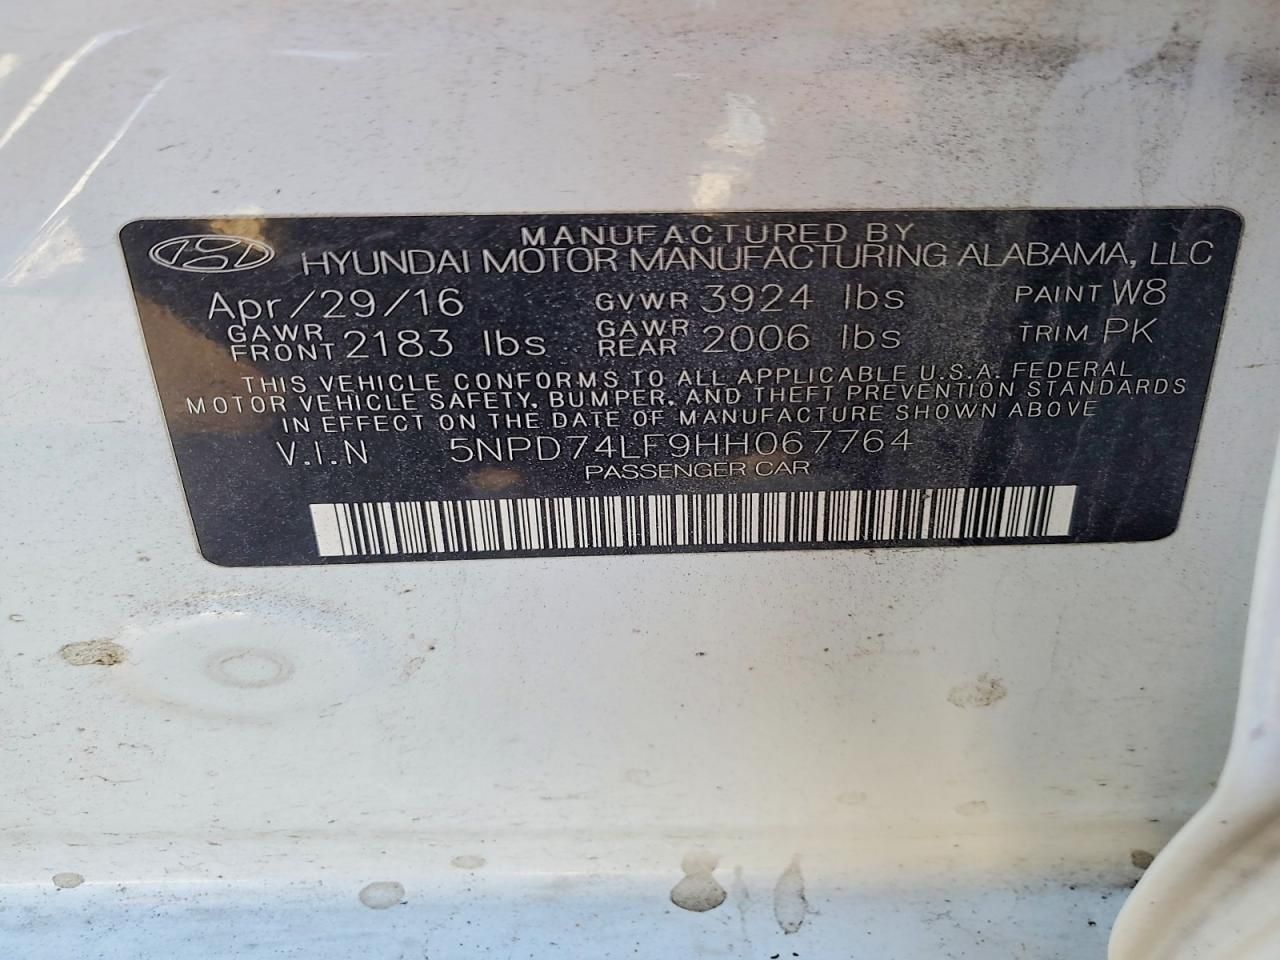 MANUFACTURED BY
HYUNDAI MOTOR MANUFACTURING ALABAMA, LLC
Apr/29/16 GVWR 3924 lbs PAINT W8
GAWR FRONT 2183 lbs GAWR REAR 2006 lbs TRIM PK
THIS VEHICLE CONFORMS TO ALL APPLICABLE U.S.A. FEDERAL
MOTOR VEHICLE SAFETY, BUMPER, AND THEFT PREVENTION STANDARDS
IN EFFECT ON THE DATE OF MANUFACTURE SHOWN ABOVE
V.I.N 5NPD74LF9HH067764
PASSENGER CAR